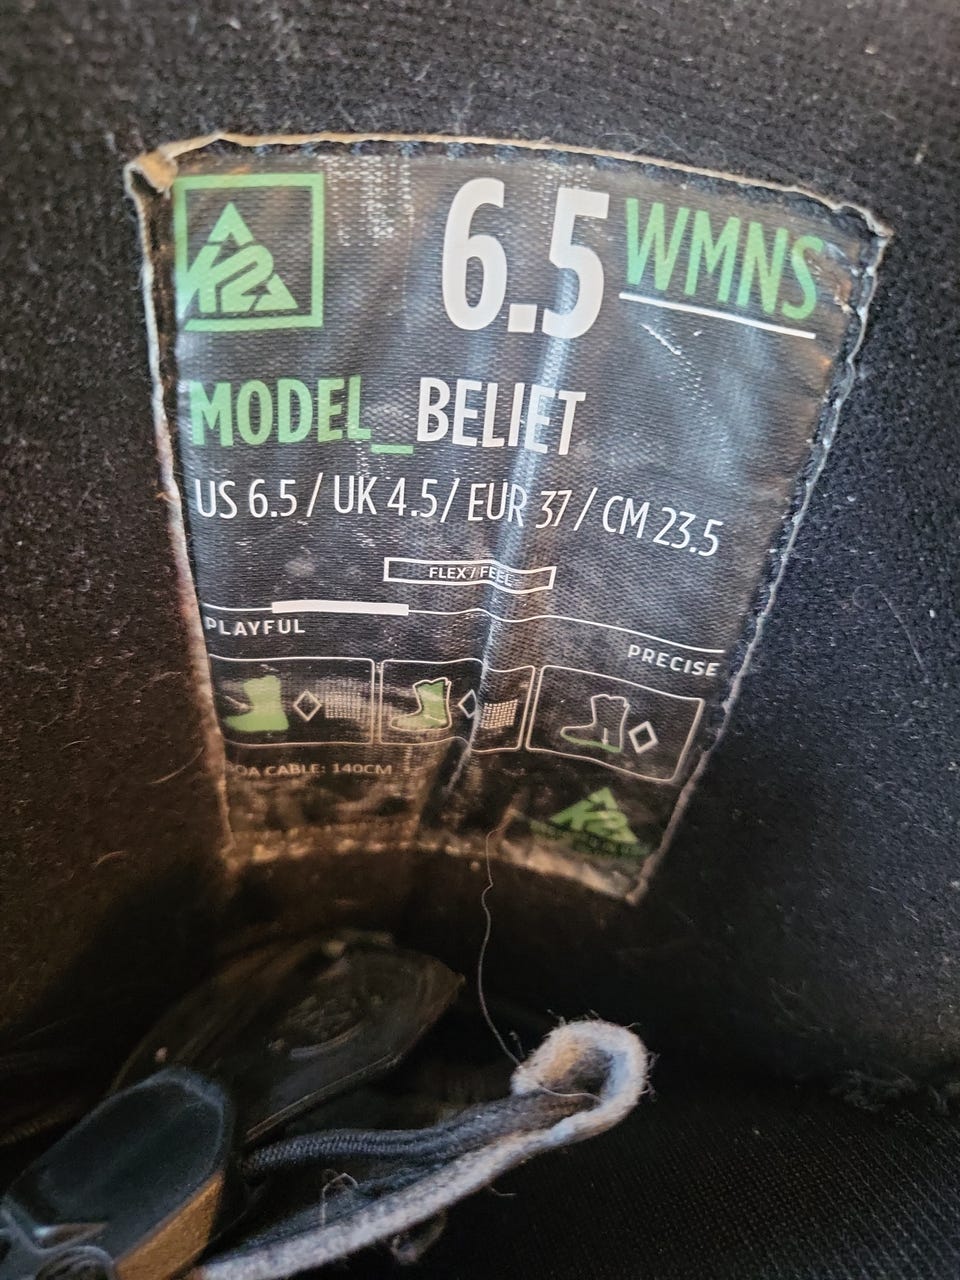 K2
6.5 WMNS
MODEL_BELIEF
US 6.5 / UK 4.5 / EUR 37 / CM 23.5
FLEX / FEEL
PLAYFUL
PRECISE
BOA CABLE: 140CM
K2